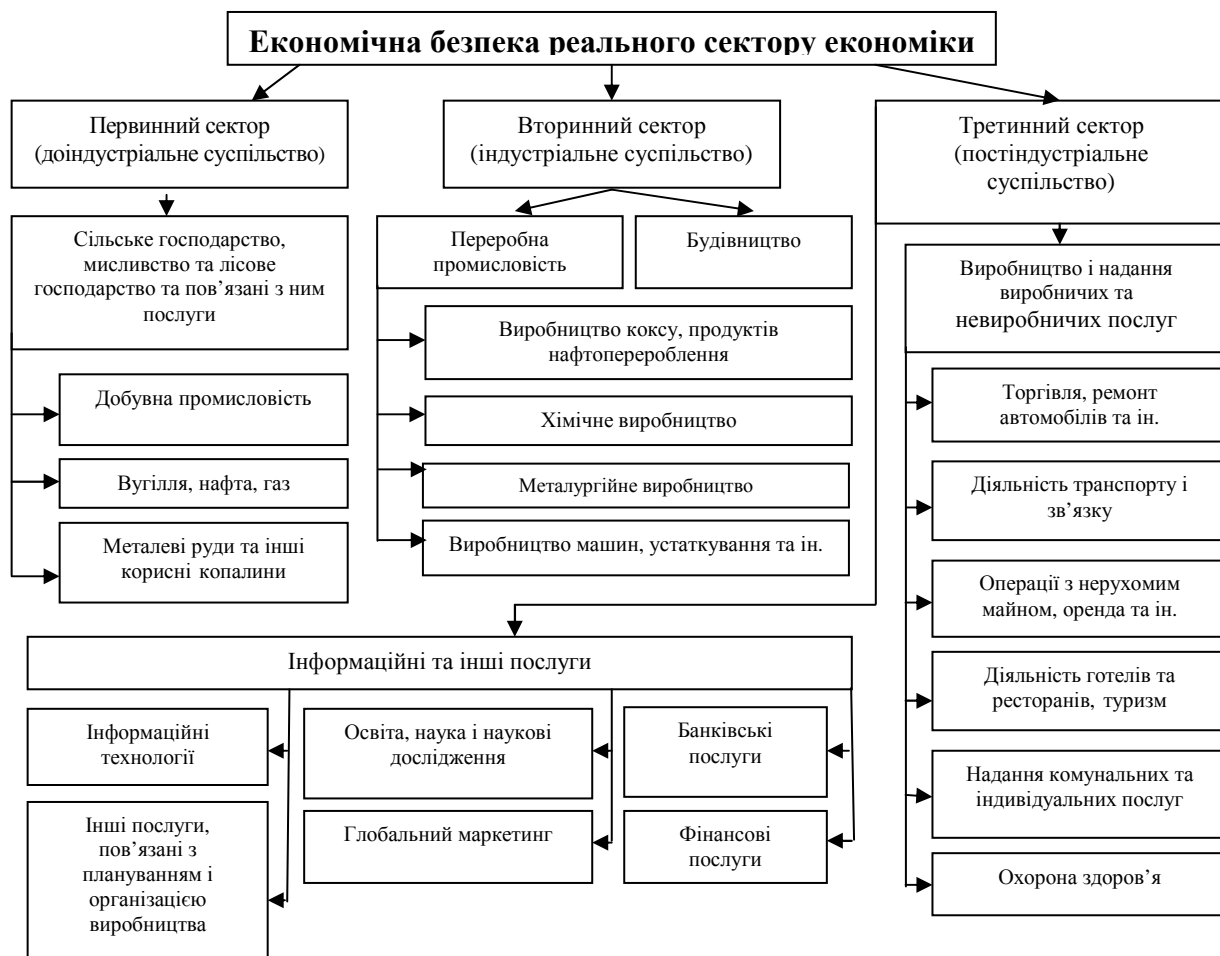 Економічна безпека реального сектору економіки
Первинний сектор
(доіндустріальне суспільство)
Вторинний сектор
(індустріальне суспільство)
Третинний сектор
(постіндустріальне
суспільство)
Сільське господарство,
мисливство та лісове
господарство та пов’язані з ним
послуги
Добувна промисловість
Вугілля, нафта, газ
Металеві руди та інші
корисні копалини
Переробна
промисловість
Будівництво
Виробництво коксу, продуктів
нафтоперероблення
Хімічне виробництво
Металургійне виробництво
Виробництво машин, устаткування та ін.
Виробництво і надання
виробничих та
невиробничих послуг
Торгівля, ремонт
автомобілів та ін.
Діяльність транспорту і
зв’язку
Операції з нерухомим
майном, оренда та ін.
Діяльність готелів та
ресторанів, туризм
Надання комунальних та
індивідуальних послуг
Охорона здоров’я
Інформаційні та інші послуги
Інформаційні
технології
Інші послуги,
пов’язані з
плануванням і
організацією
виробництва
Освіта, наука і наукові
дослідження
Глобальний маркетинг
Банківські
послуги
Фінансові
послуги